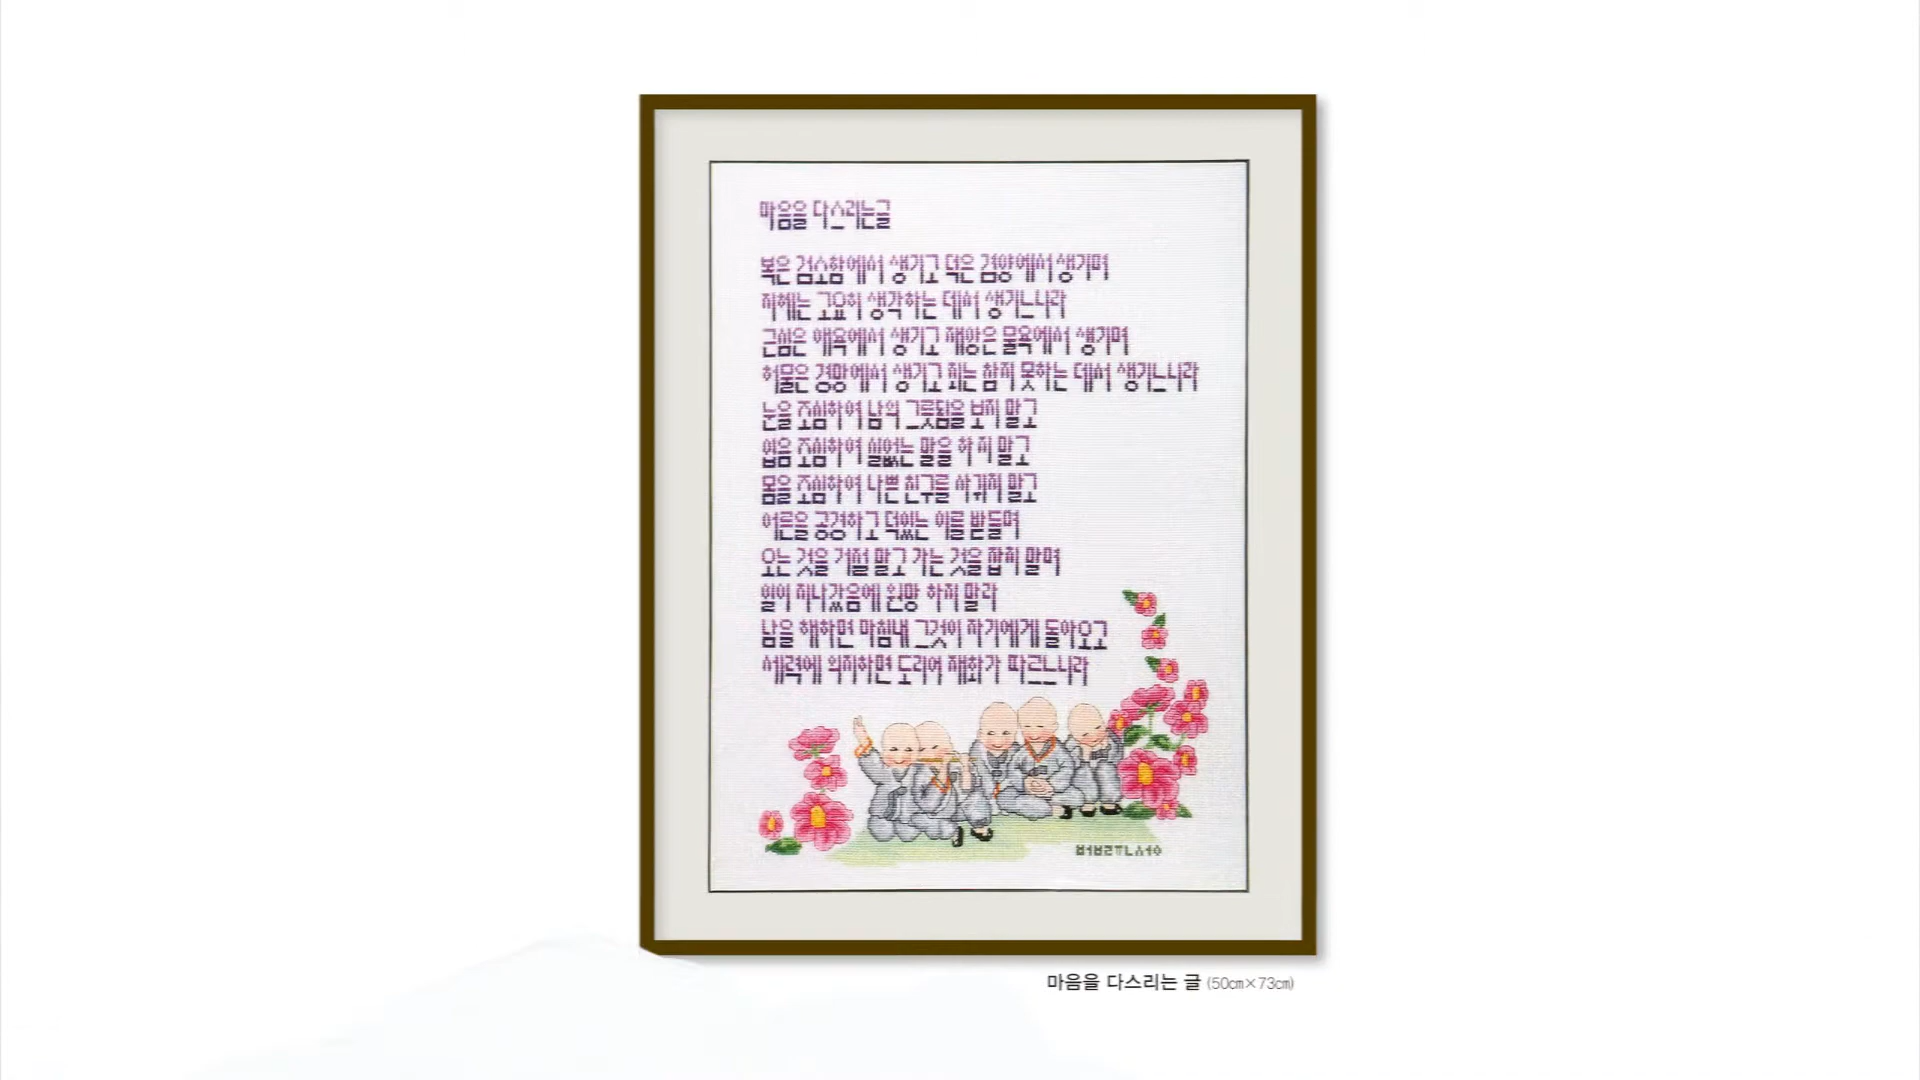 마음을 다스리는글
복은 검소함에서 생기고 덕은 겸양에서 생기며
지혜는 고요히 생각하는 데서 생기느니라
근심은 애욕에서 생기고 재앙은 물욕에서 생기며
허물은 경망에서 생기고 죄는 참지 못하는 데서 생기느니라
눈을 조심하여 남의 그릇됨을 보지 말고
입은 조심하여 실없는 말을 하지 말고
몸을 조심하여 나쁜 친구를 사귀지 말고
어른을 공경하고 덕있는 이를 받들며
오는 것을 거절 말고 가는 것을 잡지 말며
일이 지나갔음에 원망 하지 말라
남을 해하면 마침내 그것이 자기에게 돌아오고
세력에 의지하면 도리어 재화가 따르느니라
마음을 다스리는 글 (50㎝×73㎝)